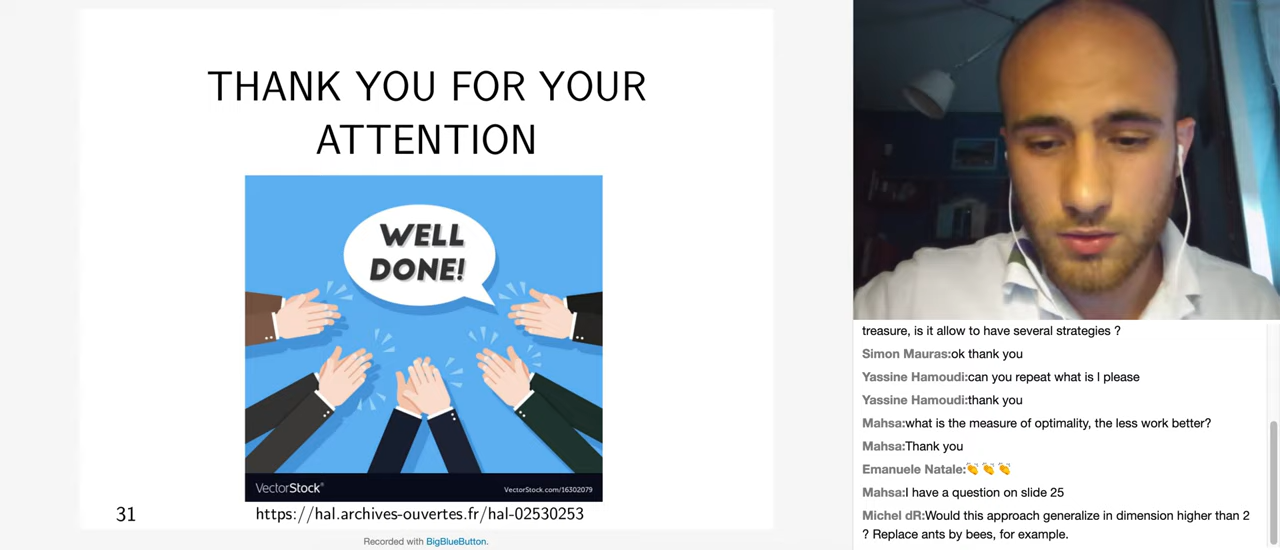 THANK YOU FOR YOUR
ATTENTION
WELL
DONE!
VectorStock®
VectorStock.com/16302079
31
https://hal.archives-ouvertes.fr/hal-02530253
Recorded with BigBlueButton.
treasure, is it allow to have several strategies ?
Simon Mauras:ok thank you
Yassine Hamoudi:can you repeat what is l please
Yassine Hamoudi:thank you
Mahsa:what is the measure of optimality, the less work better?
Mahsa:Thank you
Emanuele Natale:👏 👏 👏
Mahsa:I have a question on slide 25
Michel dR:Would this approach generalize in dimension higher than 2
? Replace ants by bees, for example.